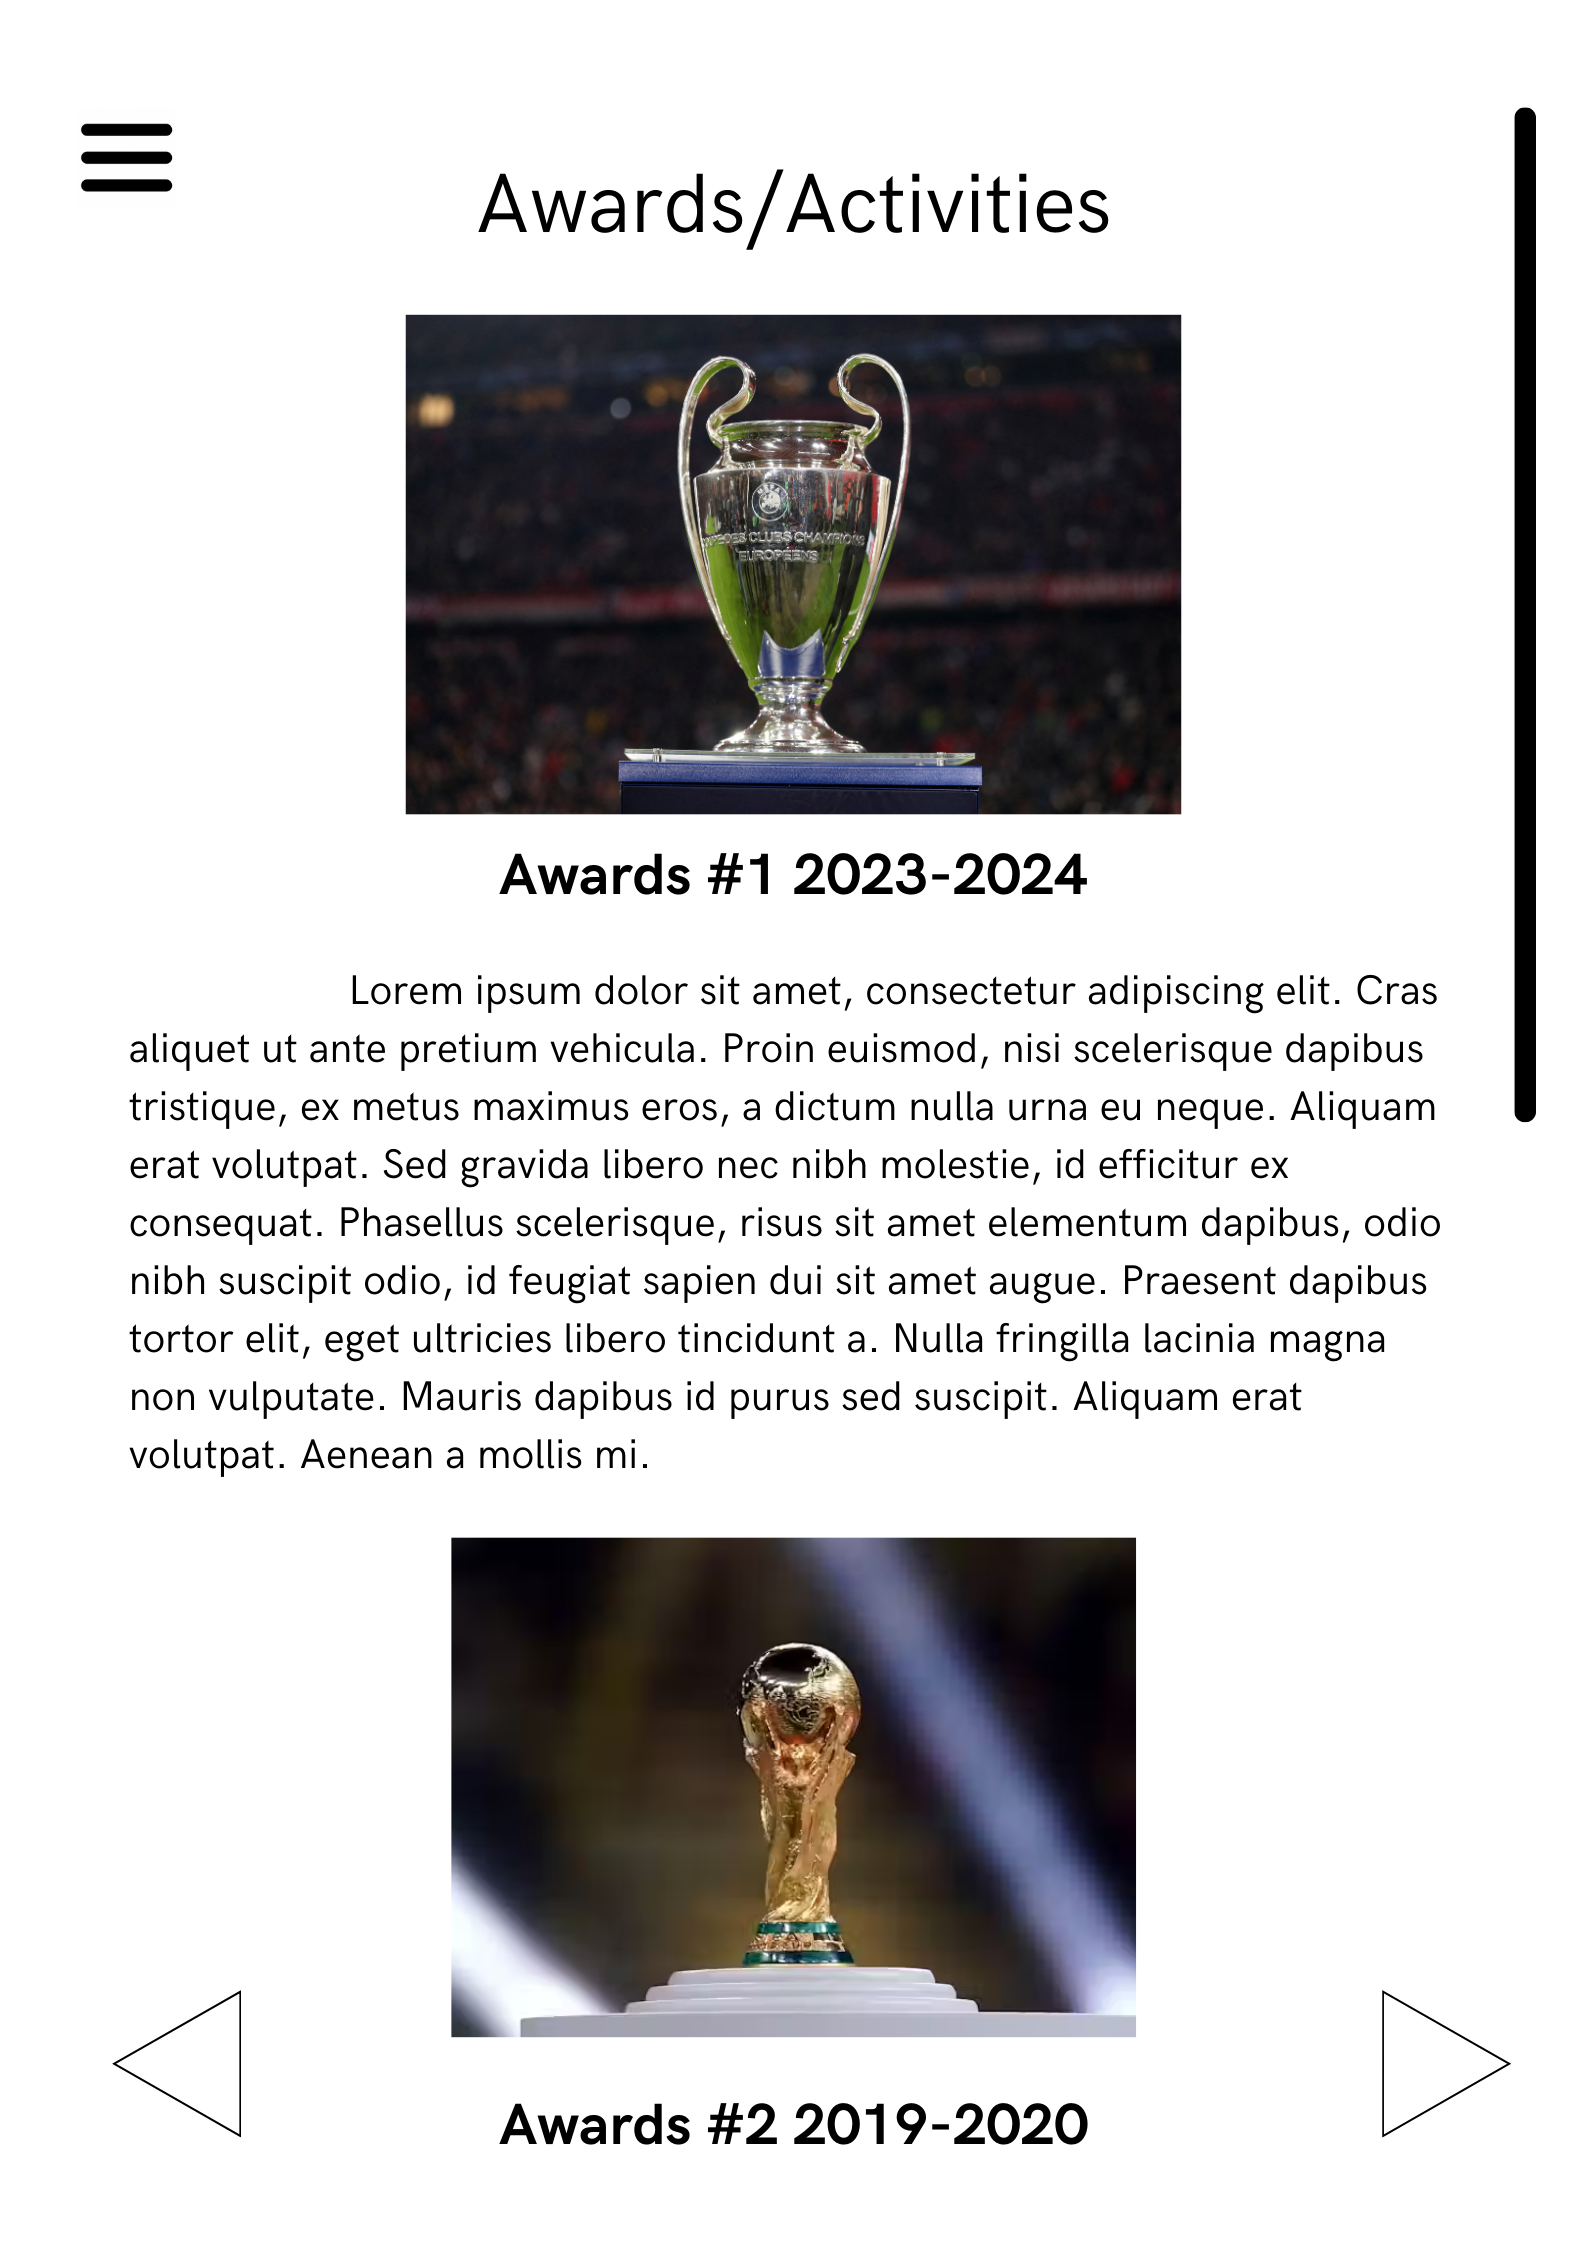 Awards/Activities
UEFA
CLUBS CHAMPIONS
EUROPÉENS
Awards #1 2023-2024
Lorem ipsum dolor sit amet, consectetur adipiscing elit. Cras
aliquet ut ante pretium vehicula. Proin euismod, nisi scelerisque dapibus
tristique, ex metus maximus eros, a dictum nulla urna eu neque. Aliquam
erat volutpat. Sed gravida libero nec nibh molestie, id efficitur ex
consequat. Phasellus scelerisque, risus sit amet elementum dapibus, odio
nibh suscipit odio, id feugiat sapien dui sit amet augue. Praesent dapibus
tortor elit, eget ultricies libero tincidunt a. Nulla fringilla lacinia magna
non vulputate. Mauris dapibus id purus sed suscipit. Aliquam erat
volutpat. Aenean a mollis mi.
Awards #2 2019-2020